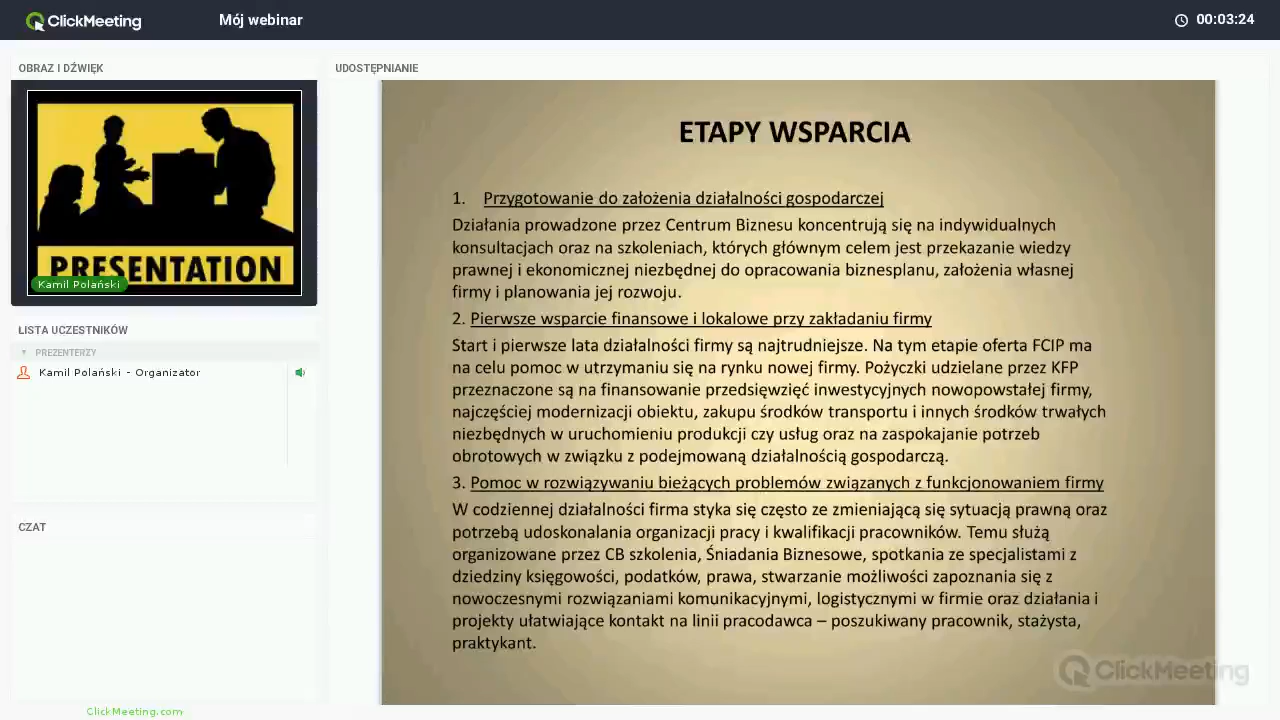 ClickMeeting
Mój webinar
00:03:24
OBRAZ I DŹWIĘK
PRESENTATION
Kamil Polański
LISTA UCZESTNIKÓW
PREZENTERZY
Kamil Polański - Organizator
CZAT
ClickMeeting.com
UDOSTĘPNIANIE
ETAPY WSPARCIA
1. Przygotowanie do założenia działalności gospodarczej
Działania prowadzone przez Centrum Biznesu koncentrują się na indywidualnych
konsultacjach oraz na szkoleniach, których głównym celem jest przekazanie wiedzy
prawnej i ekonomicznej niezbędnej do opracowania biznesplanu, założenia własnej
firmy i planowania jej rozwoju.
2. Pierwsze wsparcie finansowe i lokalowe przy zakładaniu firmy
Start i pierwsze lata działalności firmy są najtrudniejsze. Na tym etapie oferta FCIP ma
na celu pomoc w utrzymaniu się na rynku nowej firmy. Pożyczki udzielane przez KFP
przeznaczone są na finansowanie przedsięwzięć inwestycyjnych nowopowstałej firmy,
najczęściej modernizacji obiektu, zakupu środków transportu i innych środków trwałych
niezbędnych w uruchomieniu produkcji czy usług oraz na zaspokajanie potrzeb
obrotowych w związku z podejmowaną działalnością gospodarczą.
3. Pomoc w rozwiązywaniu bieżących problemów związanych z funkcjonowaniem firmy
W codziennej działalności firma styka się często ze zmieniającą się sytuacją prawną oraz
potrzebą udoskonalania organizacji pracy i kwalifikacji pracowników. Temu służą
organizowane przez CB szkolenia, Śniadania Biznesowe, spotkania ze specjalistami z
dziedziny księgowości, podatków, prawa, stwarzanie możliwości zapoznania się z
nowoczesnymi rozwiązaniami komunikacyjnymi, logistycznymi w firmie oraz działania i
projekty ułatwiające kontakt na linii pracodawca – poszukiwany pracownik, stażysta,
praktykant.
ClickMeeting